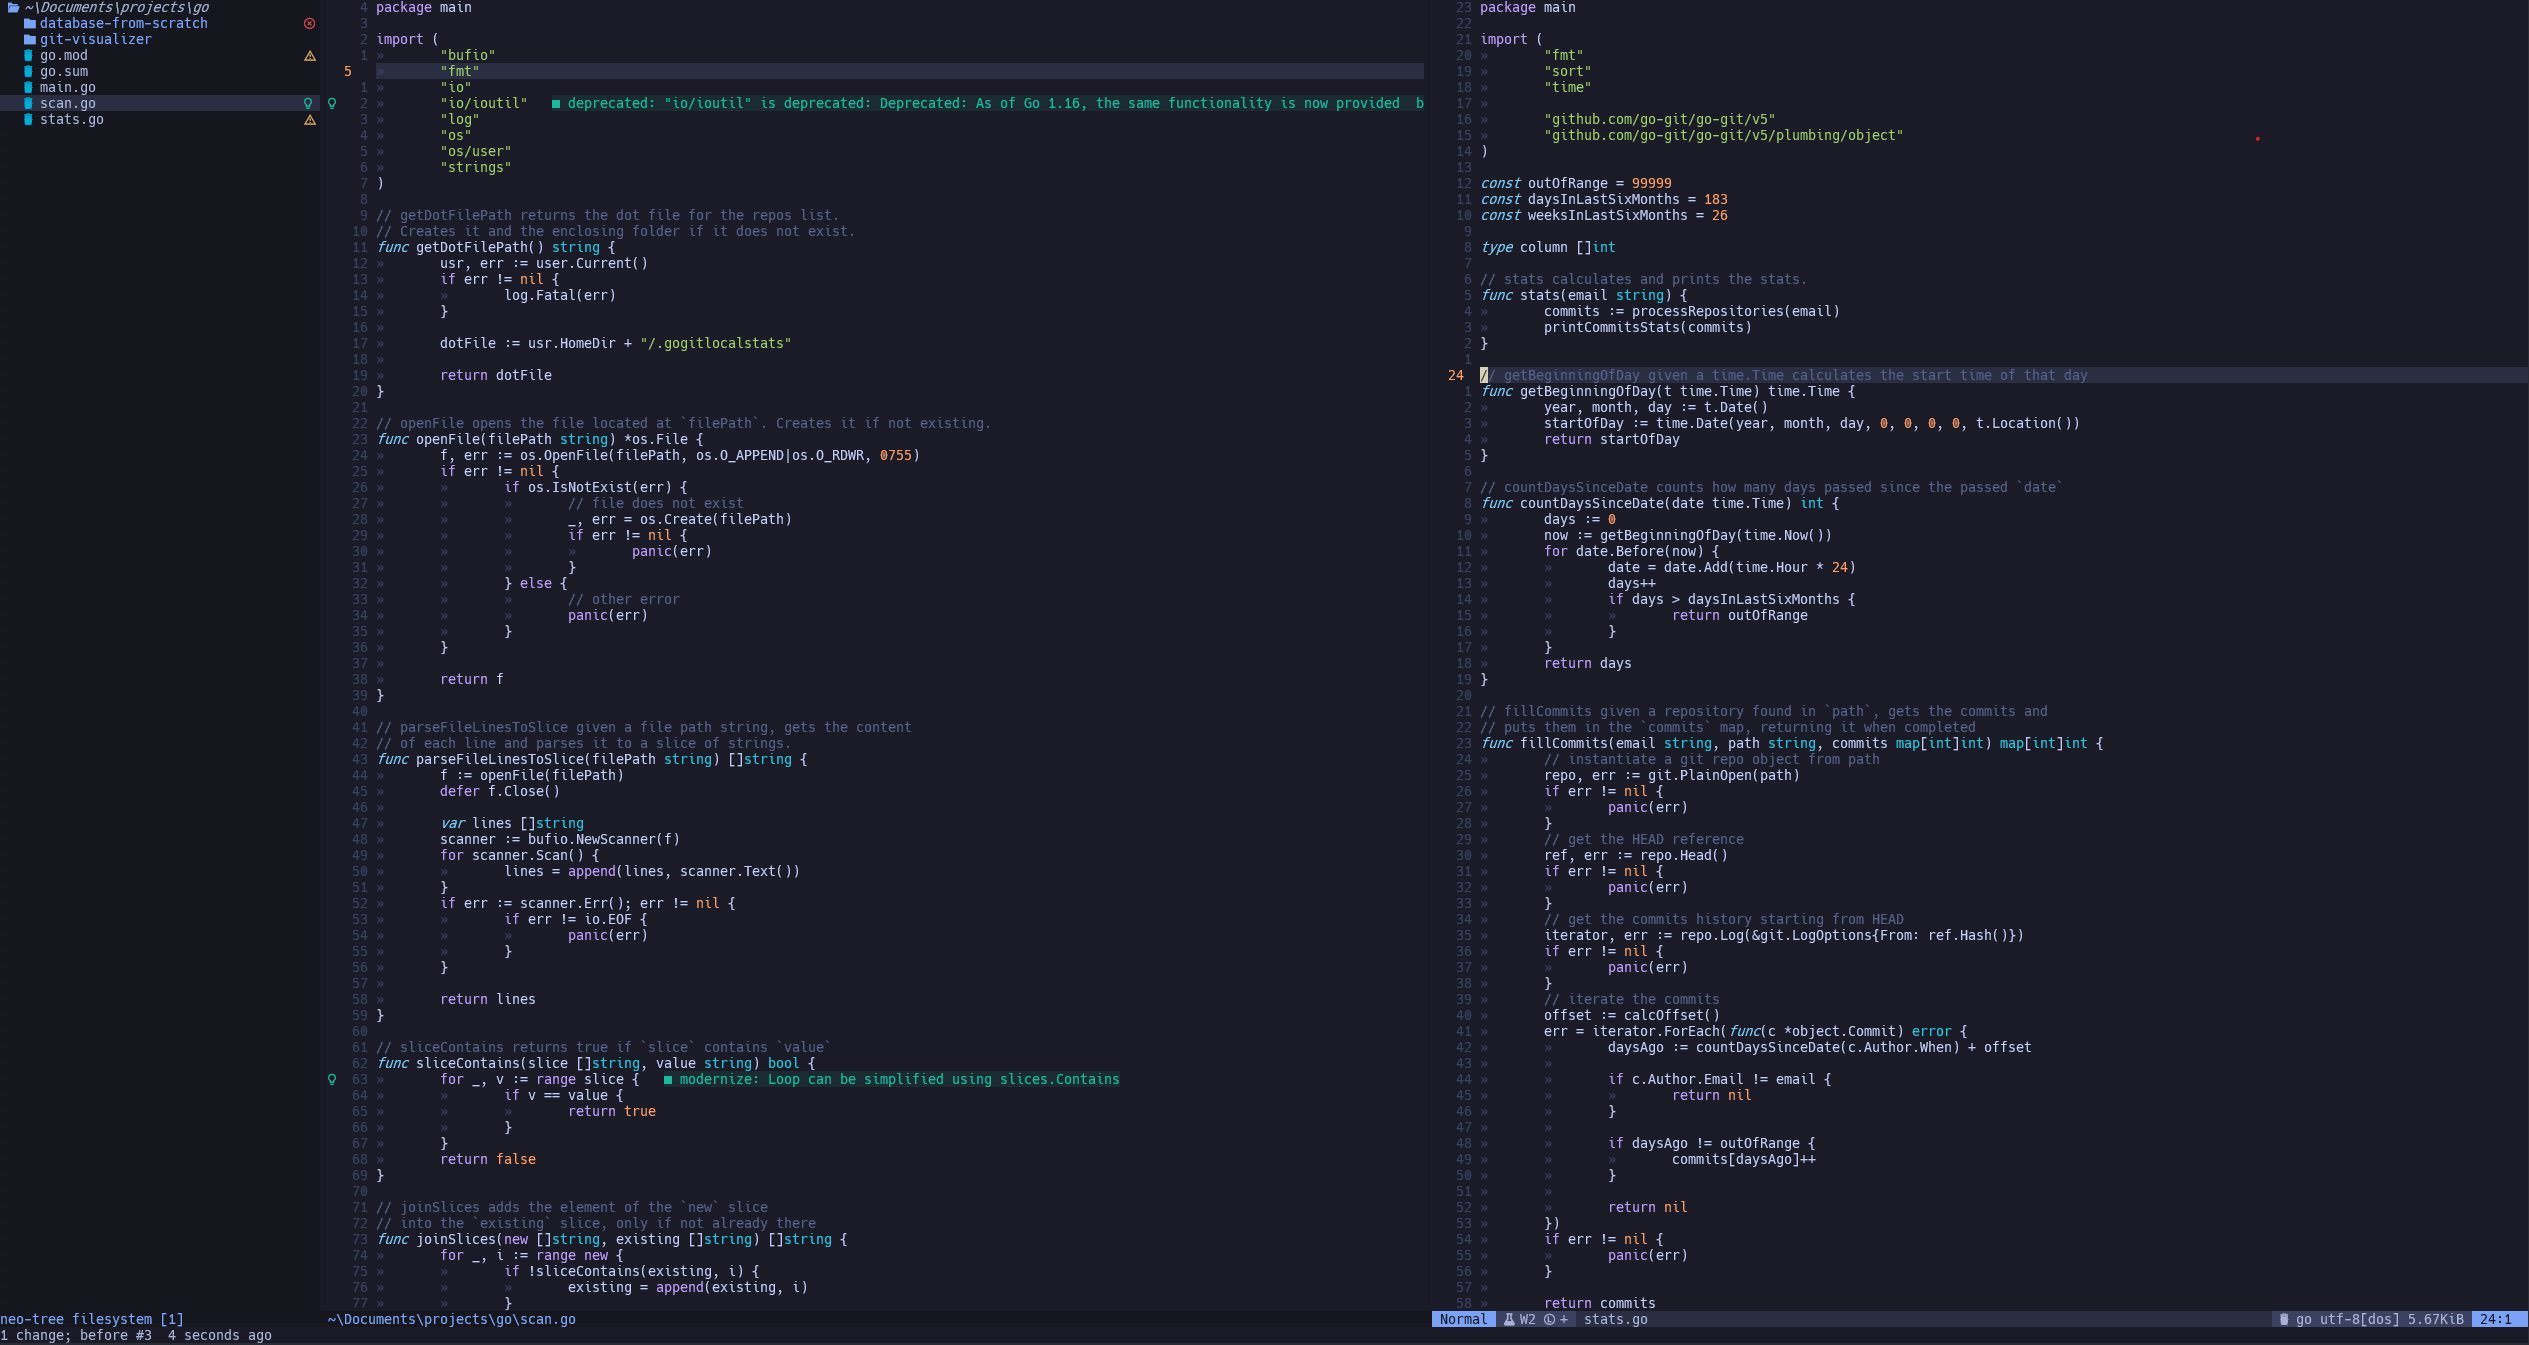 ~\Documents\projects\go
database-from-scratch
git-visualizer
go.mod
go.sum
main.go
scan.go
stats.go
neo-tree filesystem [1]
4 package main
3
2 import (
1 » "bufio"
5 » "fmt"
1 » "io"
2 » "io/ioutil" ■ deprecated: "io/ioutil" is deprecated: Deprecated: As of Go 1.16, the same functionality is now provided b
3 » "log"
4 » "os"
5 » "os/user"
6 » "strings"
7 )
8
9 // getDotFilePath returns the dot file for the repos list.
10 // Creates it and the enclosing folder if it does not exist.
11 func getDotFilePath() string {
12 » usr, err := user.Current()
13 » if err != nil {
14 » » log.Fatal(err)
15 » }
16 »
17 » dotFile := usr.HomeDir + "/.gogitlocalstats"
18 »
19 » return dotFile
20 }
21
22 // openFile opens the file located at `filePath`. Creates it if not existing.
23 func openFile(filePath string) *os.File {
24 » f, err := os.OpenFile(filePath, os.O_APPEND|os.O_RDWR, 0755)
25 » if err != nil {
26 » » if os.IsNotExist(err) {
27 » » » // file does not exist
28 » » » _, err = os.Create(filePath)
29 » » » if err != nil {
30 » » » » panic(err)
31 » » » }
32 » » } else {
33 » » » // other error
34 » » » panic(err)
35 » » }
36 » }
37 »
38 » return f
39 }
40
41 // parseFileLinesToSlice given a file path string, gets the content
42 // of each line and parses it to a slice of strings.
43 func parseFileLinesToSlice(filePath string) []string {
44 » f := openFile(filePath)
45 » defer f.Close()
46 »
47 » var lines []string
48 » scanner := bufio.NewScanner(f)
49 » for scanner.Scan() {
50 » » lines = append(lines, scanner.Text())
51 » }
52 » if err := scanner.Err(); err != nil {
53 » » if err != io.EOF {
54 » » » panic(err)
55 » » }
56 » }
57 »
58 » return lines
59 }
60
61 // sliceContains returns true if `slice` contains `value`
62 func sliceContains(slice []string, value string) bool {
63 » for _, v := range slice { ■ modernize: Loop can be simplified using slices.Contains
64 » » if v == value {
65 » » » return true
66 » » }
67 » }
68 » return false
69 }
70
71 // joinSlices adds the element of the `new` slice
72 // into the `existing` slice, only if not already there
73 func joinSlices(new []string, existing []string) []string {
74 » for _, i := range new {
75 » » if !sliceContains(existing, i) {
76 » » » existing = append(existing, i)
77 » » }
~\Documents\projects\go\scan.go
23 package main
22
21 import (
20 » "fmt"
19 » "sort"
18 » "time"
17 »
16 » "github.com/go-git/go-git/v5"
15 » "github.com/go-git/go-git/v5/plumbing/object"
14 )
13
12 const outOfRange = 99999
11 const daysInLastSixMonths = 183
10 const weeksInLastSixMonths = 26
9
8 type column []int
7
6 // stats calculates and prints the stats.
5 func stats(email string) {
4 » commits := processRepositories(email)
3 » printCommitsStats(commits)
2 }
1
24 // getBeginningOfDay given a time.Time calculates the start time of that day
1 func getBeginningOfDay(t time.Time) time.Time {
2 » year, month, day := t.Date()
3 » startOfDay := time.Date(year, month, day, 0, 0, 0, 0, t.Location())
4 » return startOfDay
5 }
6
7 // countDaysSinceDate counts how many days passed since the passed `date`
8 func countDaysSinceDate(date time.Time) int {
9 » days := 0
10 » now := getBeginningOfDay(time.Now())
11 » for date.Before(now) {
12 » » date = date.Add(time.Hour * 24)
13 » » days++
14 » » if days > daysInLastSixMonths {
15 » » » return outOfRange
16 » » }
17 » }
18 » return days
19 }
20
21 // fillCommits given a repository found in `path`, gets the commits and
22 // puts them in the `commits` map, returning it when completed
23 func fillCommits(email string, path string, commits map[int]int) map[int]int {
24 » // instantiate a git repo object from path
25 » repo, err := git.PlainOpen(path)
26 » if err != nil {
27 » » panic(err)
28 » }
29 » // get the HEAD reference
30 » ref, err := repo.Head()
31 » if err != nil {
32 » » panic(err)
33 » }
34 » // get the commits history starting from HEAD
35 » iterator, err := repo.Log(&git.LogOptions{From: ref.Hash()})
36 » if err != nil {
37 » » panic(err)
38 » }
39 » // iterate the commits
40 » offset := calcOffset()
41 » err = iterator.ForEach(func(c *object.Commit) error {
42 » » daysAgo := countDaysSinceDate(c.Author.When) + offset
43 » »
44 » » if c.Author.Email != email {
45 » » » return nil
46 » » }
47 » »
48 » » if daysAgo != outOfRange {
49 » » » commits[daysAgo]++
50 » » }
51 » »
52 » » return nil
53 » })
54 » if err != nil {
55 » » panic(err)
56 » }
57 »
58 » return commits
Normal W2 + stats.go go utf-8[dos] 5.67KiB 24:1
1 change; before #3 4 seconds ago